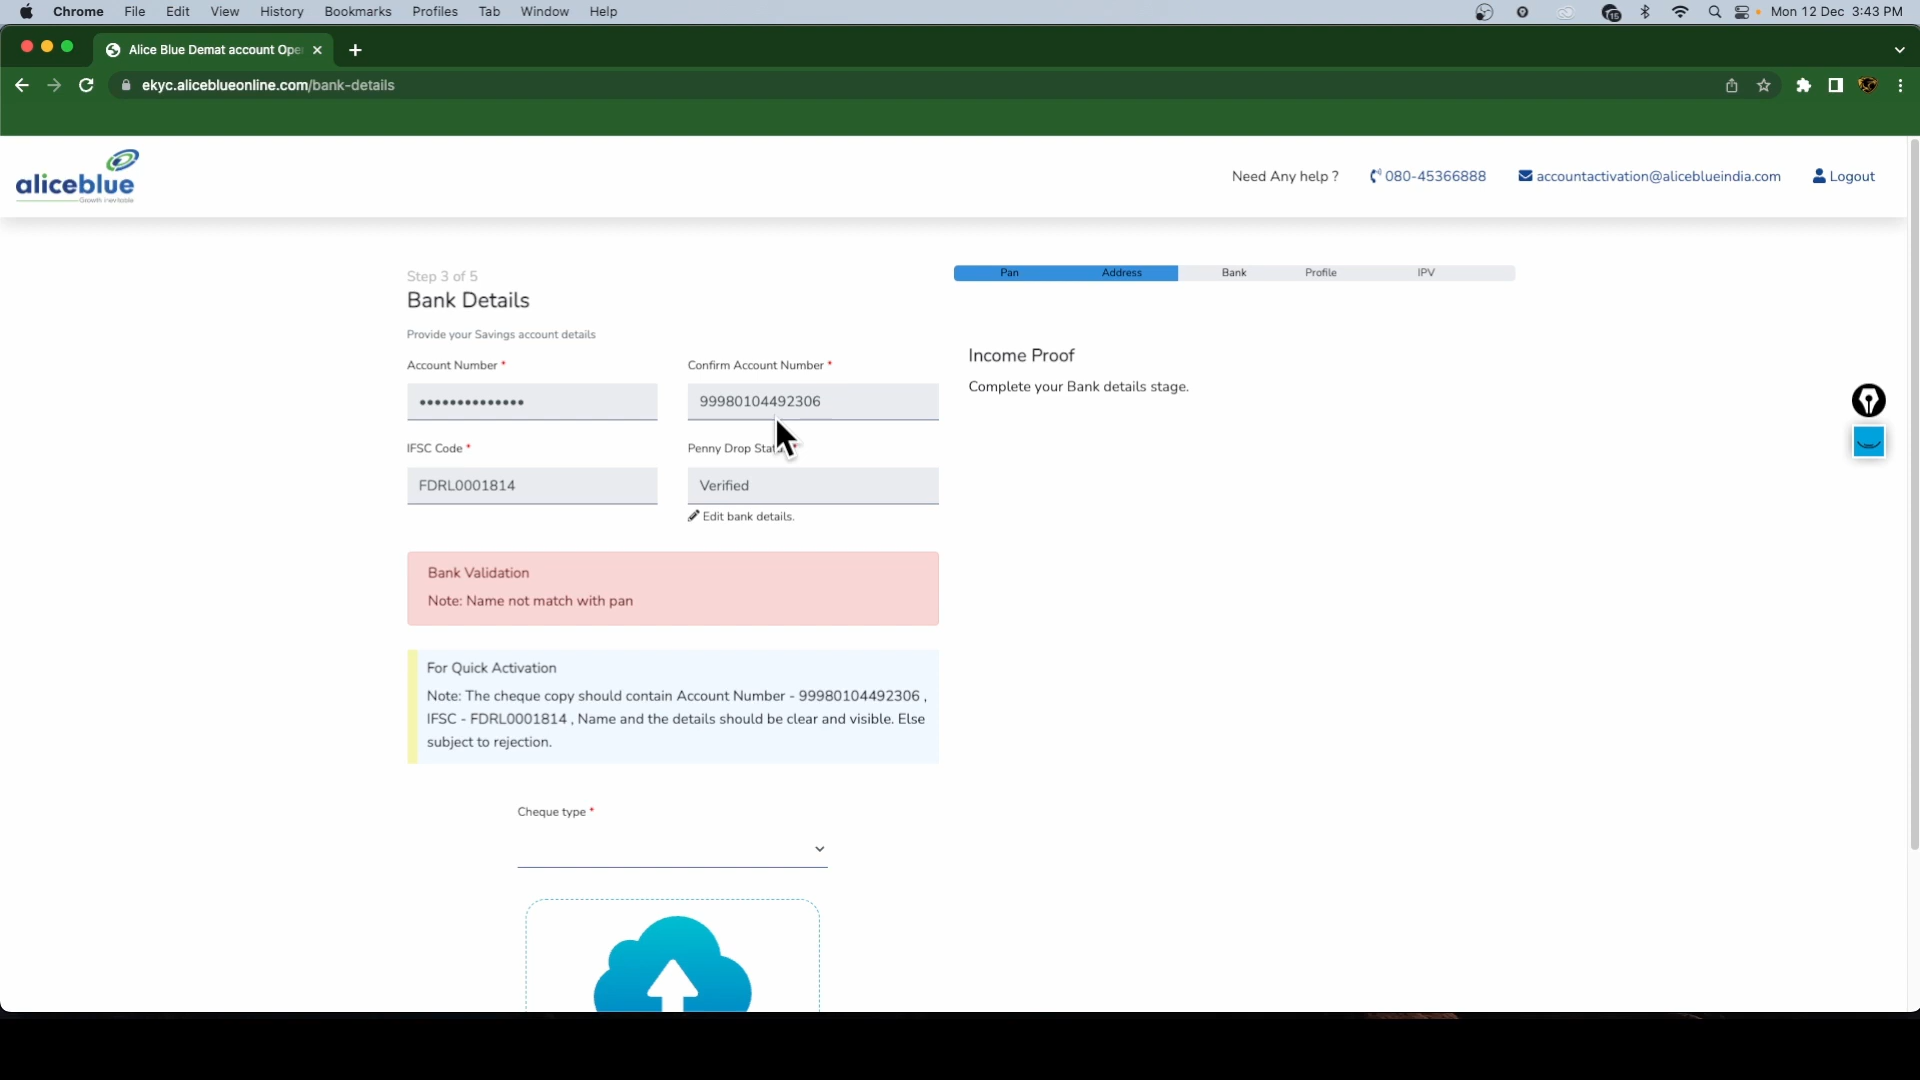 Chrome File Edit View History Bookmarks Profiles Tab Window Help
15
Mon 12 Dec 3:43 PM
Alice Blue Demat account Ope
ekyc.aliceblueonline.com/bank-details
aliceblue
Growth inevitable
Need Any help ?
080-45366888
accountactivation@aliceblueindia.com
Logout
Step 3 of 5
Bank Details
Pan Address Bank Profile IPV
Provide your Savings account details
Account Number *
Confirm Account Number *
••••••••••••••
99980104492306
IFSC Code *
Penny Drop Stat
FDRL0001814
Verified
Edit bank details.
Income Proof
Complete your Bank details stage.
Bank Validation
Note: Name not match with pan
For Quick Activation
Note: The cheque copy should contain Account Number - 99980104492306 ,
IFSC - FDRL0001814 , Name and the details should be clear and visible. Else
subject to rejection.
Cheque type *